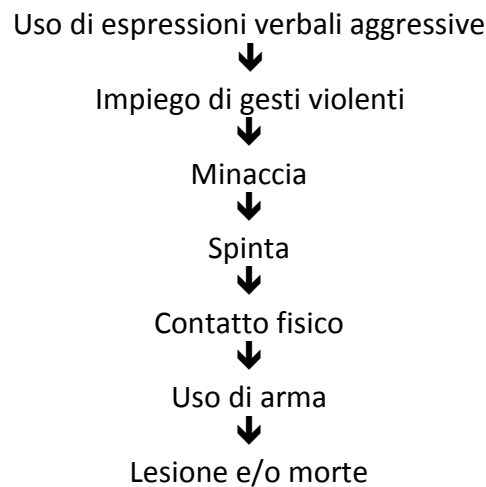 Uso di espressioni verbali aggressive
Impiego di gesti violenti
Minaccia
Spinta
Contatto fisico
Uso di arma
Lesione e/o morte